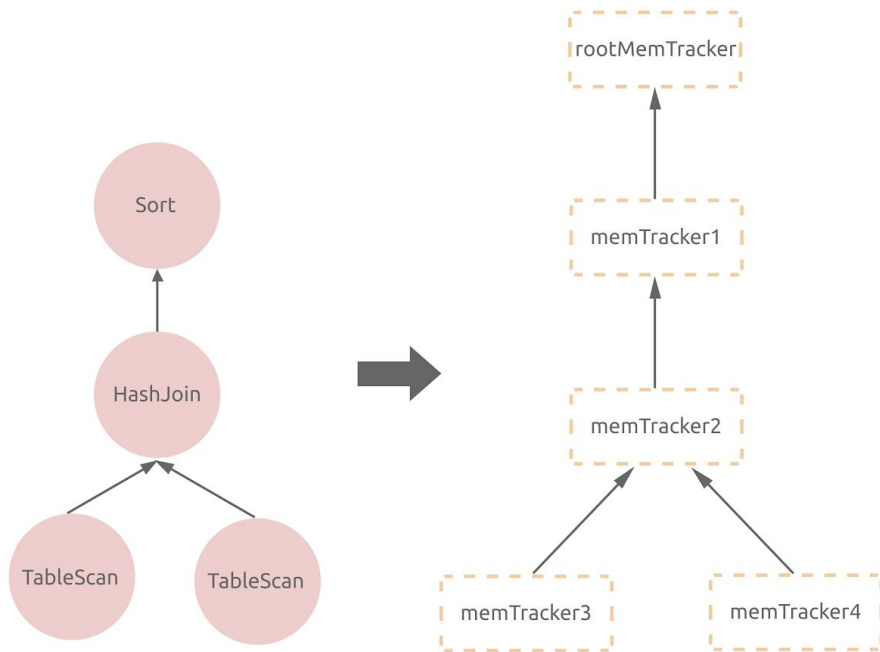 rootMemTracker
Sort
memTracker1
HashJoin
memTracker2
TableScan
TableScan
memTracker3
memTracker4